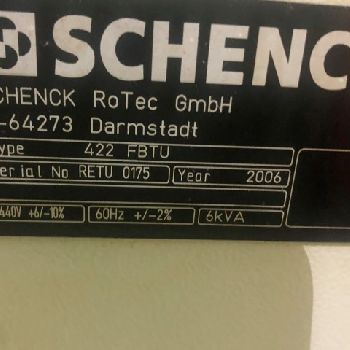 SCHENC
CHENCK RoTec GmbH
-64273 Darmstadt
ype 422 FBTU
erial No RETU 0175 Year 2006
440V +6/-10% 60Hz +/-2% 6kVA